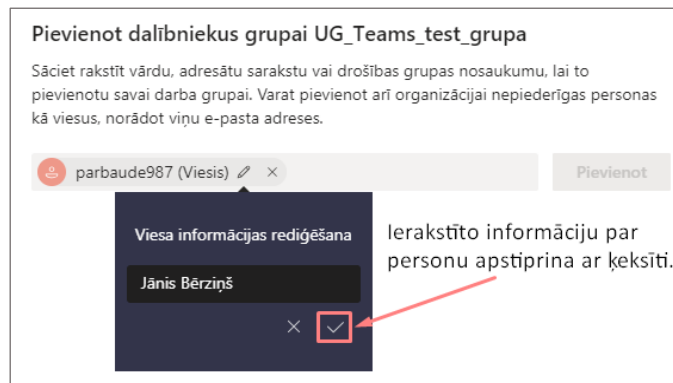 Pievienot dalībniekus grupai UG_Teams_test_grupa
Sāciet rakstīt vārdu, adresātu sarakstu vai drošības grupas nosaukumu, lai to
pievienotu savai darba grupai. Varat pievienot arī organizācijai nepiederīgas personas
kā viesus, norādot viņu e-pasta adreses.
parbaude987 (Viesis)
Pievienot
Viesa informācijas rediģēšana
Jānis Bērziņš
Ierakstīto informāciju par
personu apstiprina ar ķeksīti.